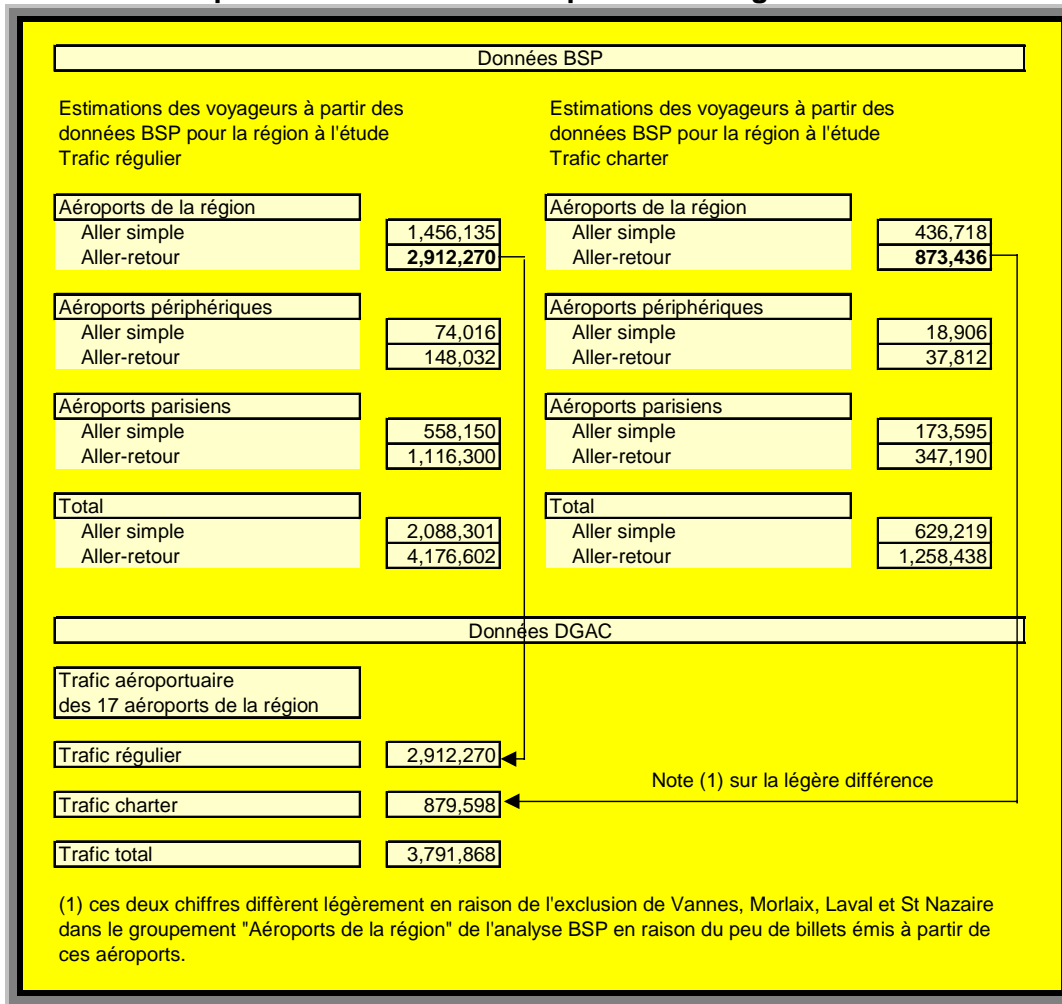 Données BSP
Estimations des voyageurs à partir des
données BSP pour la région à l'étude
Trafic régulier
Aéroports de la région
Aller simple 1,456,135
Aller-retour 2,912,270
Aéroports périphériques
Aller simple 74,016
Aller-retour 148,032
Aéroports parisiens
Aller simple 558,150
Aller-retour 1,116,300
Total
Aller simple 2,088,301
Aller-retour 4,176,602
Estimations des voyageurs à partir des
données BSP pour la région à l'étude
Trafic charter
Aéroports de la région
Aller simple 436,718
Aller-retour 873,436
Aéroports périphériques
Aller simple 18,906
Aller-retour 37,812
Aéroports parisiens
Aller simple 173,595
Aller-retour 347,190
Total
Aller simple 629,219
Aller-retour 1,258,438
Données DGAC
Trafic aéroportuaire
des 17 aéroports de la région
Trafic régulier 2,912,270
Note (1) sur la légère différence
Trafic charter 879,598
Trafic total 3,791,868
(1) ces deux chiffres diffèrent légèrement en raison de l'exclusion de Vannes, Morlaix, Laval et St Nazaire
dans le groupement "Aéroports de la région" de l'analyse BSP en raison du peu de billets émis à partir de
ces aéroports.